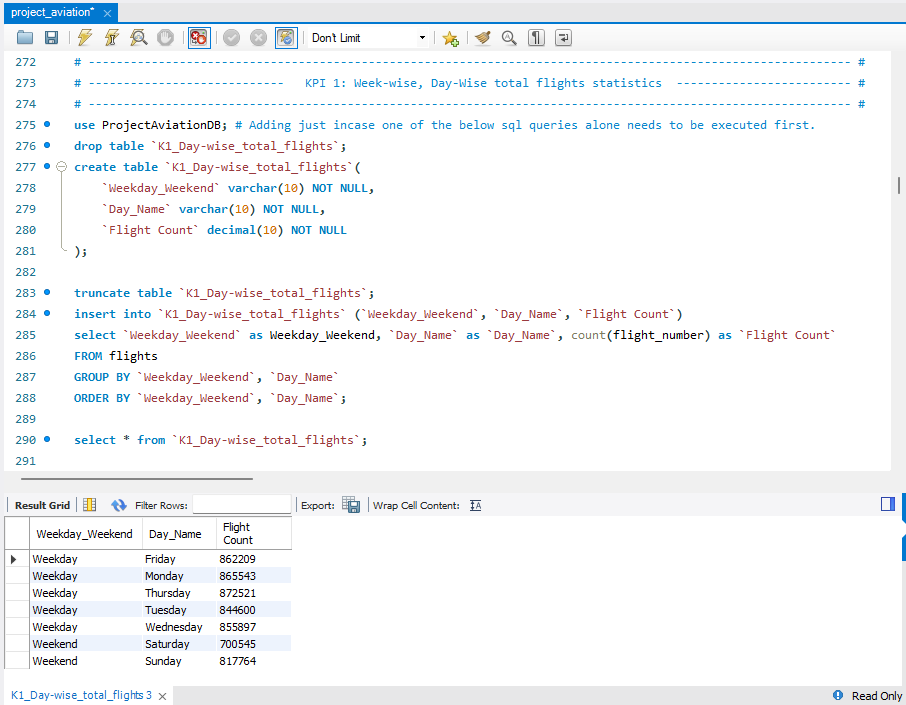 project_aviation* ×
Don't Limit
272 # ----------------------------------------------------------------------------------------------------------- #
273 # ---------------------------- KPI 1: Week-wise, Day-Wise total flights statistics ------------------------- #
274 # ----------------------------------------------------------------------------------------------------------- #
275 use ProjectAviationDB; # Adding just incase one of the below sql queries alone needs to be executed first.
276 drop table `K1_Day-wise_total_flights`;
277 create table `K1_Day-wise_total_flights`(
278 `Weekday_Weekend` varchar(10) NOT NULL,
279 `Day_Name` varchar(10) NOT NULL,
280 `Flight Count` decimal(10) NOT NULL
281 );
282
283 truncate table `K1_Day-wise_total_flights`;
284 insert into `K1_Day-wise_total_flights` (`Weekday_Weekend`, `Day_Name`, `Flight Count`)
285 select `Weekday_Weekend` as Weekday_Weekend, `Day_Name` as `Day_Name`, count(flight_number) as `Flight Count`
286 FROM flights
287 GROUP BY `Weekday_Weekend`, `Day_Name`
288 ORDER BY `Weekday_Weekend`, `Day_Name`;
289
290 select * from `K1_Day-wise_total_flights`;
291
Result Grid Filter Rows: Export: Wrap Cell Content:
Weekday_Weekend Day_Name Flight Count
Weekday Friday 862209
Weekday Monday 865543
Weekday Thursday 872521
Weekday Tuesday 844600
Weekday Wednesday 855897
Weekend Saturday 700545
Weekend Sunday 817764
K1_Day-wise_total_flights 3 × Read Only